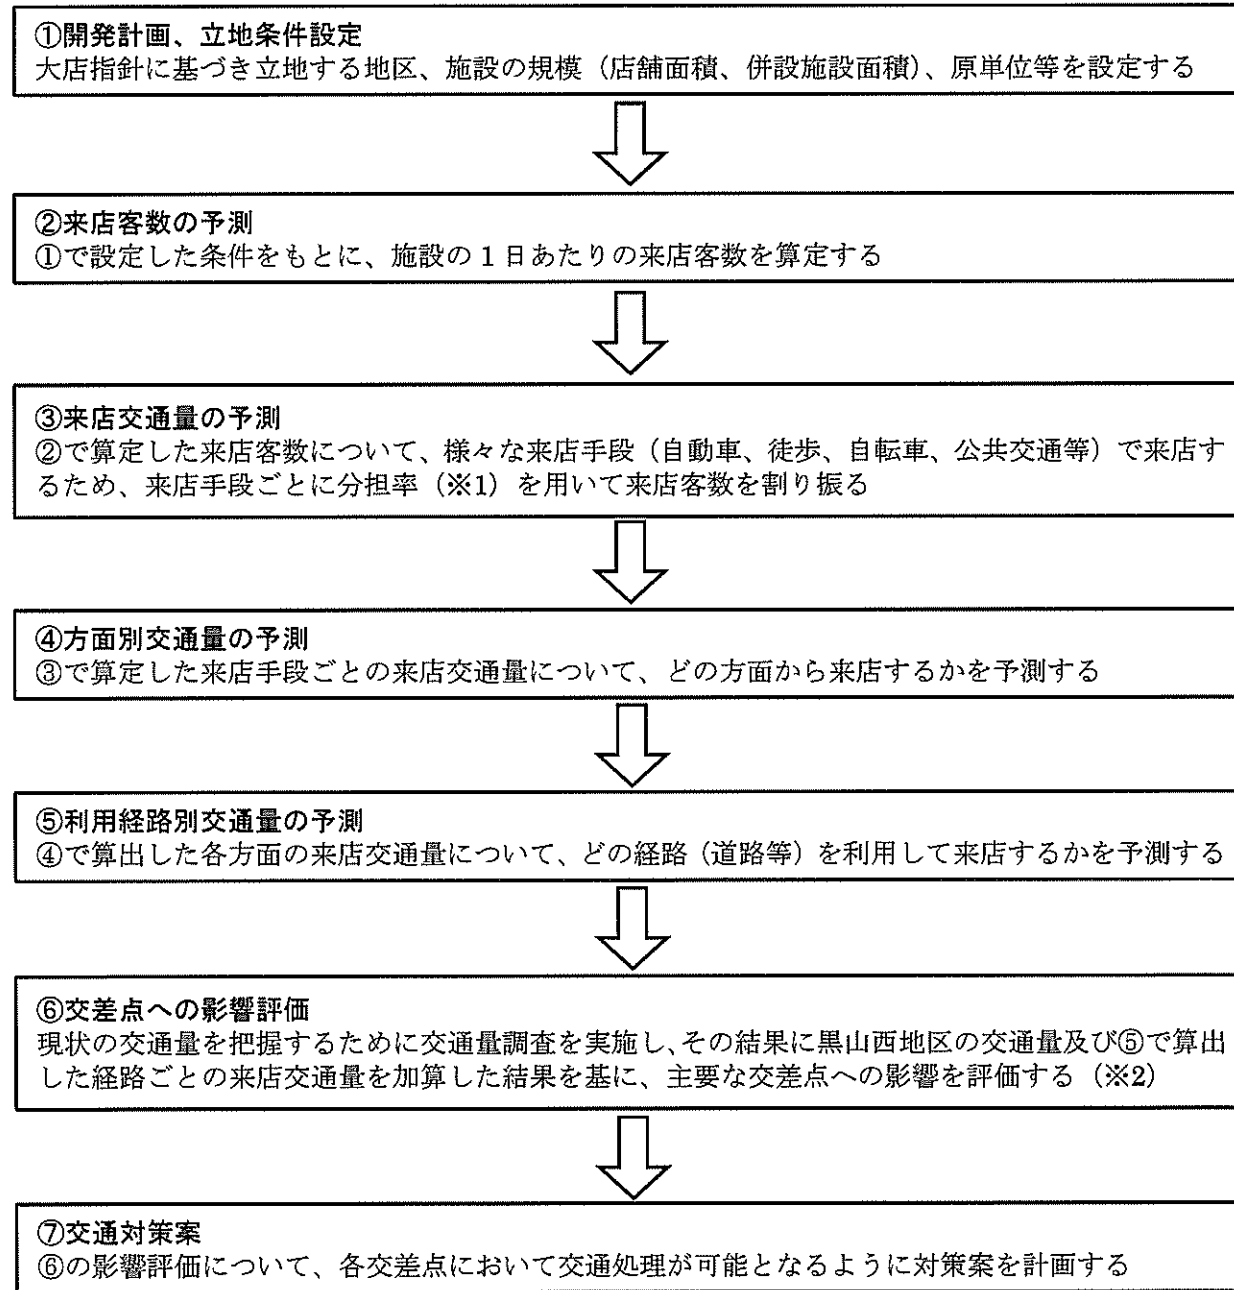 ①開発計画、立地条件設定
大店指針に基づき立地する地区、施設の規模（店舗面積、併設施設面積）、原単位等を設定する
②来店客数の予測
①で設定した条件をもとに、施設の 1 日あたりの来店客数を算定する
③来店交通量の予測
②で算定した来店客数について、様々な来店手段（自動車、徒歩、自転車、公共交通等）で来店す
るため、来店手段ごとに分担率（※1）を用いて来店客数を割り振る
④方面別交通量の予測
③で算定した来店手段ごとの来店交通量について、どの方面から来店するかを予測する
⑤利用経路別交通量の予測
④で算出した各方面の来店交通量について、どの経路（道路等）を利用して来店するかを予測する
⑥交差点への影響評価
現状の交通量を把握するために交通量調査を実施し、その結果に黒山西地区の交通量及び⑤で算出
した経路ごとの来店交通量を加算した結果を基に、主要な交差点への影響を評価する（※2）
⑦交通対策案
⑥の影響評価について、各交差点において交通処理が可能となるように対策案を計画する